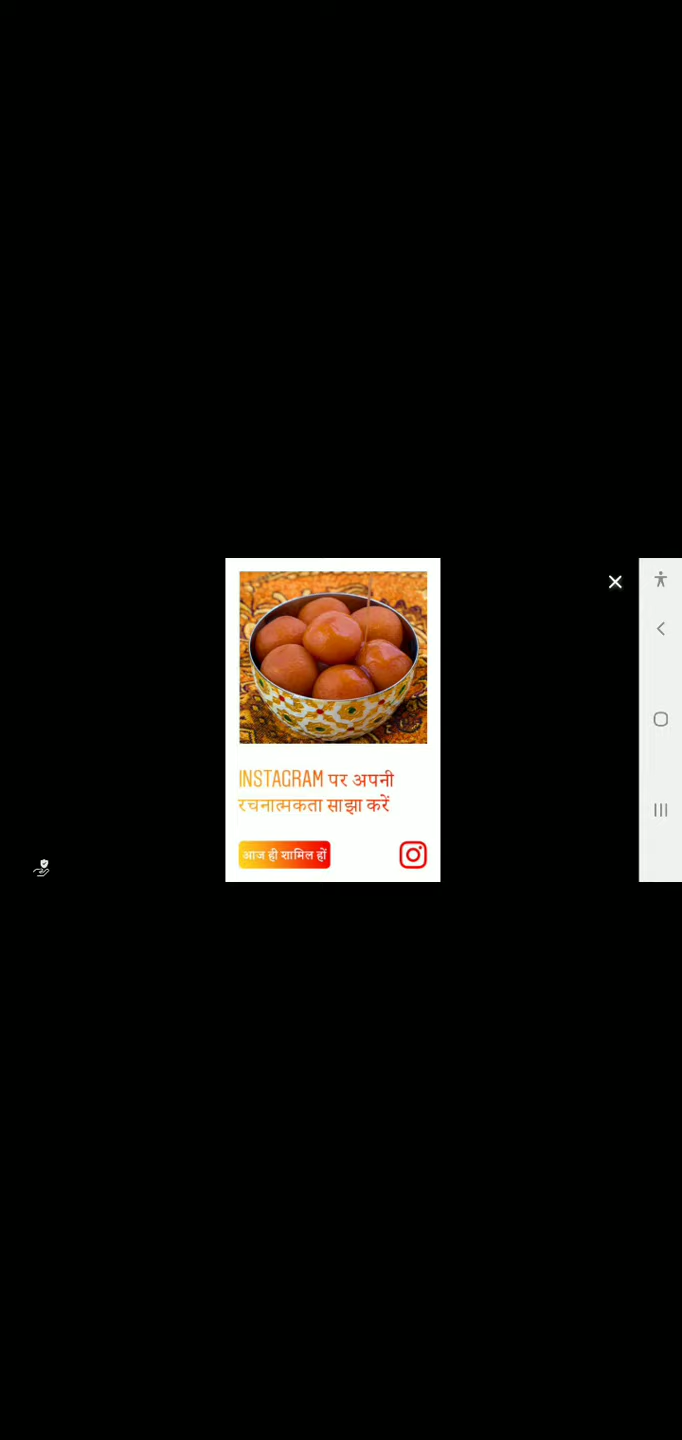 INSTAGRAM पर अपनी
रचनात्मकता साझा करें
आज ही शामिल हों